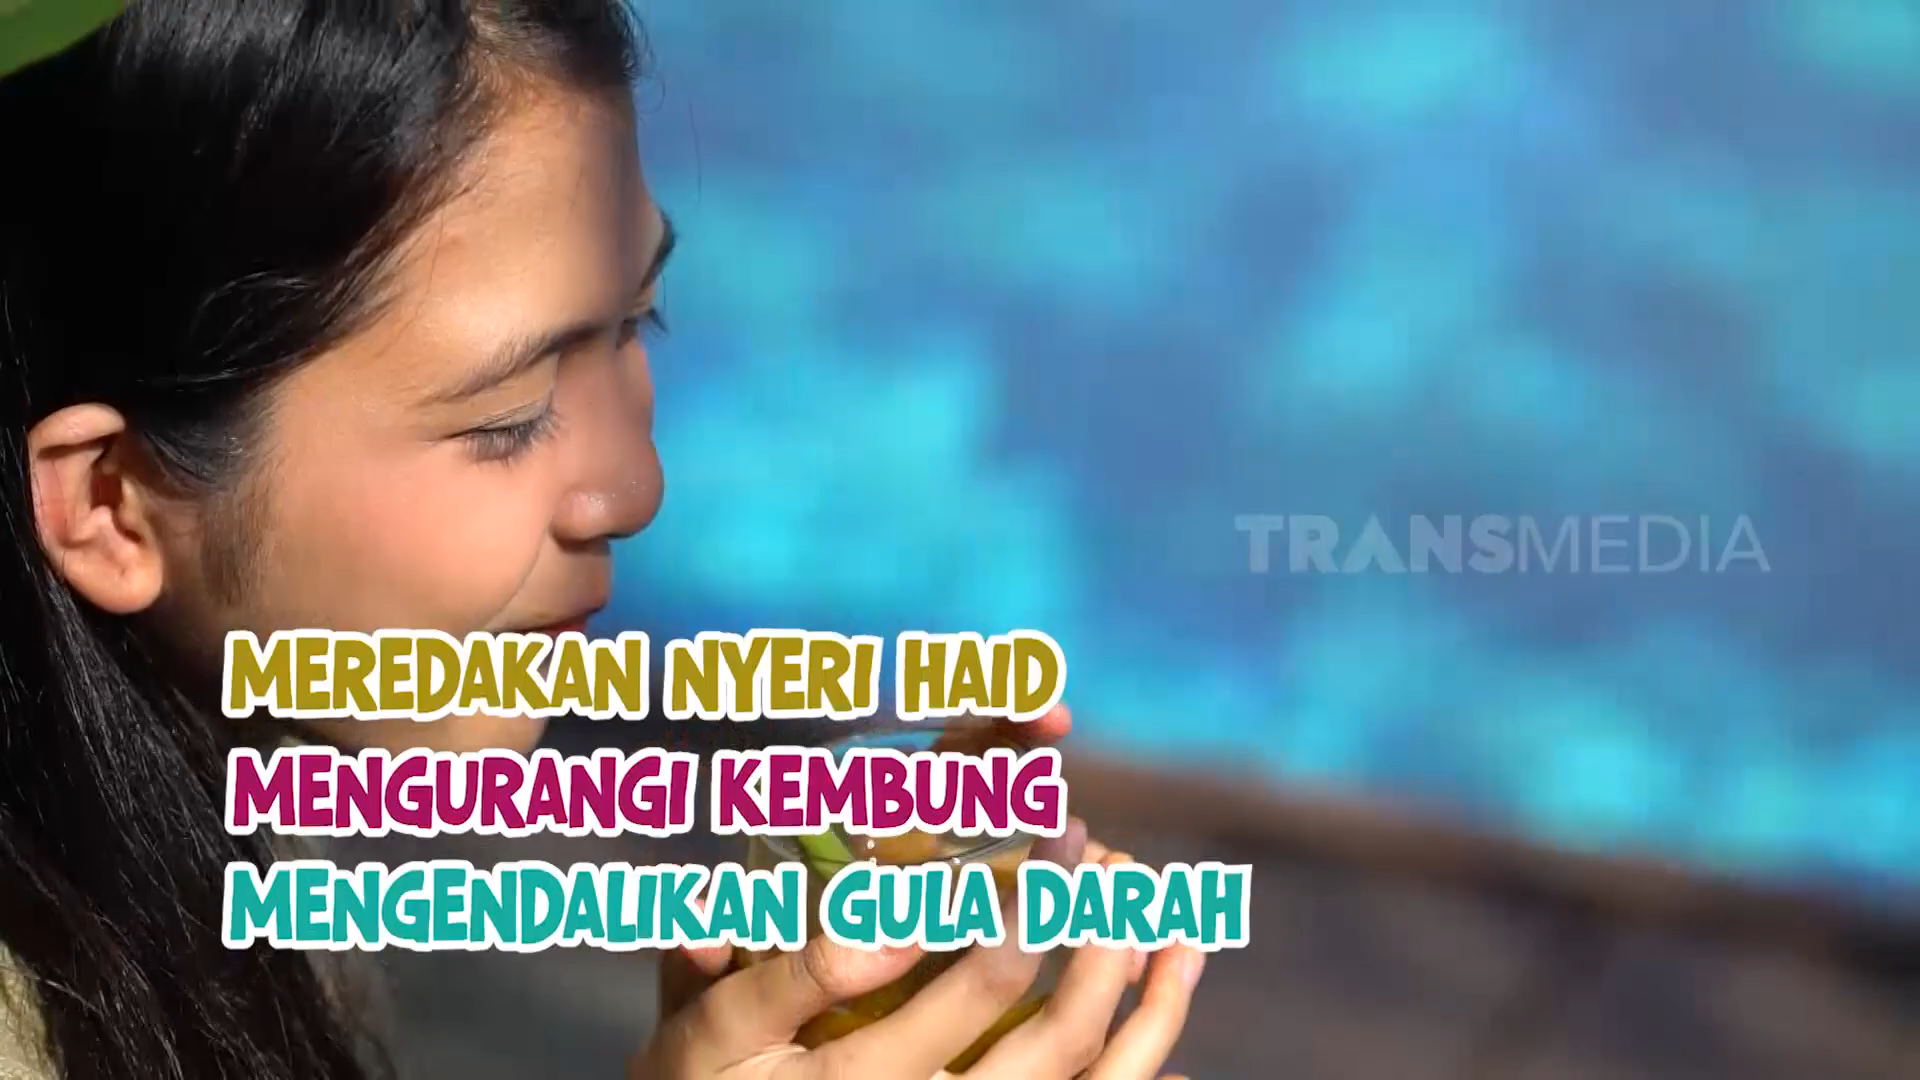 TRANSMEDIA
MEREDAKAN NYERI HAID
MENGURANGI KEMBUNG
MENGENDALIKAN GULA DARAH